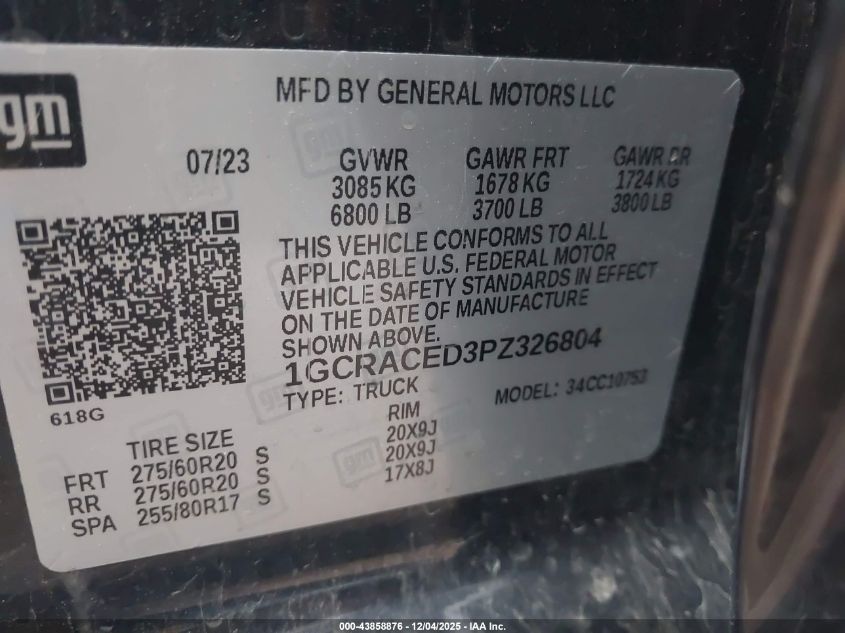 gm
MFD BY GENERAL MOTORS LLC
07/23 GVWR GAWR FRT GAWR RR
3085 KG 1678 KG 1724 KG
6800 LB 3700 LB 3800 LB
THIS VEHICLE CONFORMS TO ALL
APPLICABLE U.S. FEDERAL MOTOR
VEHICLE SAFETY STANDARDS IN EFFECT
ON THE DATE OF MANUFACTURE
SHOWN ABOVE.
1GCRACED3PZ326804
TYPE: TRUCK MODEL: 34CC10753
618G
TIRE SIZE RIM
FRT 275/60R20 S 20X9J
RR 275/60R20 S 20X9J
SPA 255/80R17 S 17X8J
000-43858876 - 12/04/2025 - IAA Inc.